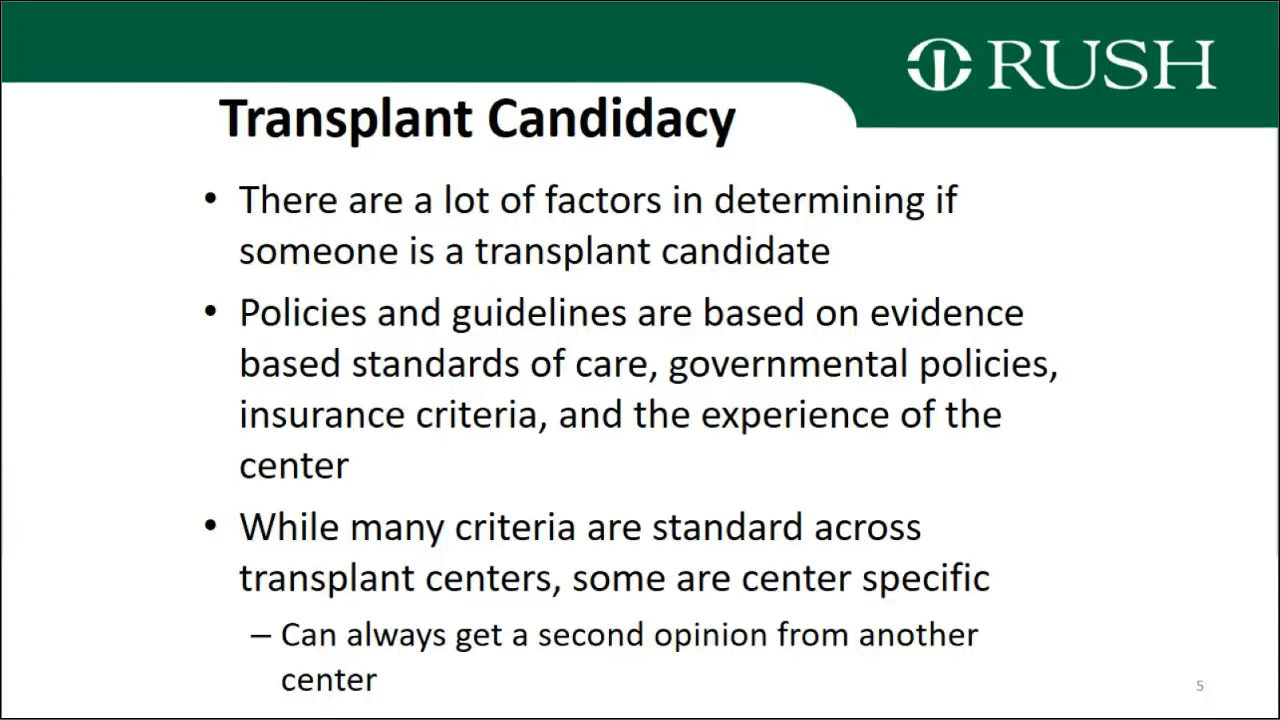 RUSH
Transplant Candidacy
• There are a lot of factors in determining if
someone is a transplant candidate
• Policies and guidelines are based on evidence
based standards of care, governmental policies,
insurance criteria, and the experience of the
center
• While many criteria are standard across
transplant centers, some are center specific
– Can always get a second opinion from another
center
5